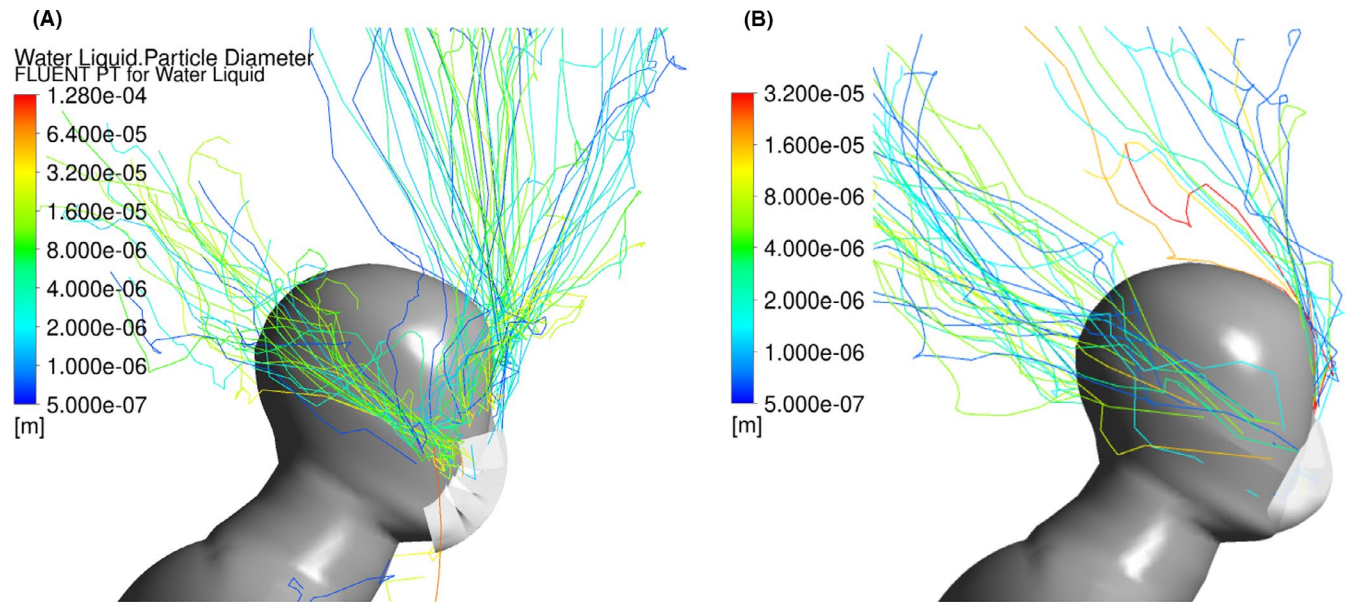 (A)
Water Liquid.Particle Diameter
FLUENT PT for Water Liquid
1.280e-04
6.400e-05
3.200e-05
1.600e-05
8.000e-06
4.000e-06
2.000e-06
1.000e-06
5.000e-07
[m]
(B)
3.200e-05
1.600e-05
8.000e-06
4.000e-06
2.000e-06
1.000e-06
5.000e-07
[m]